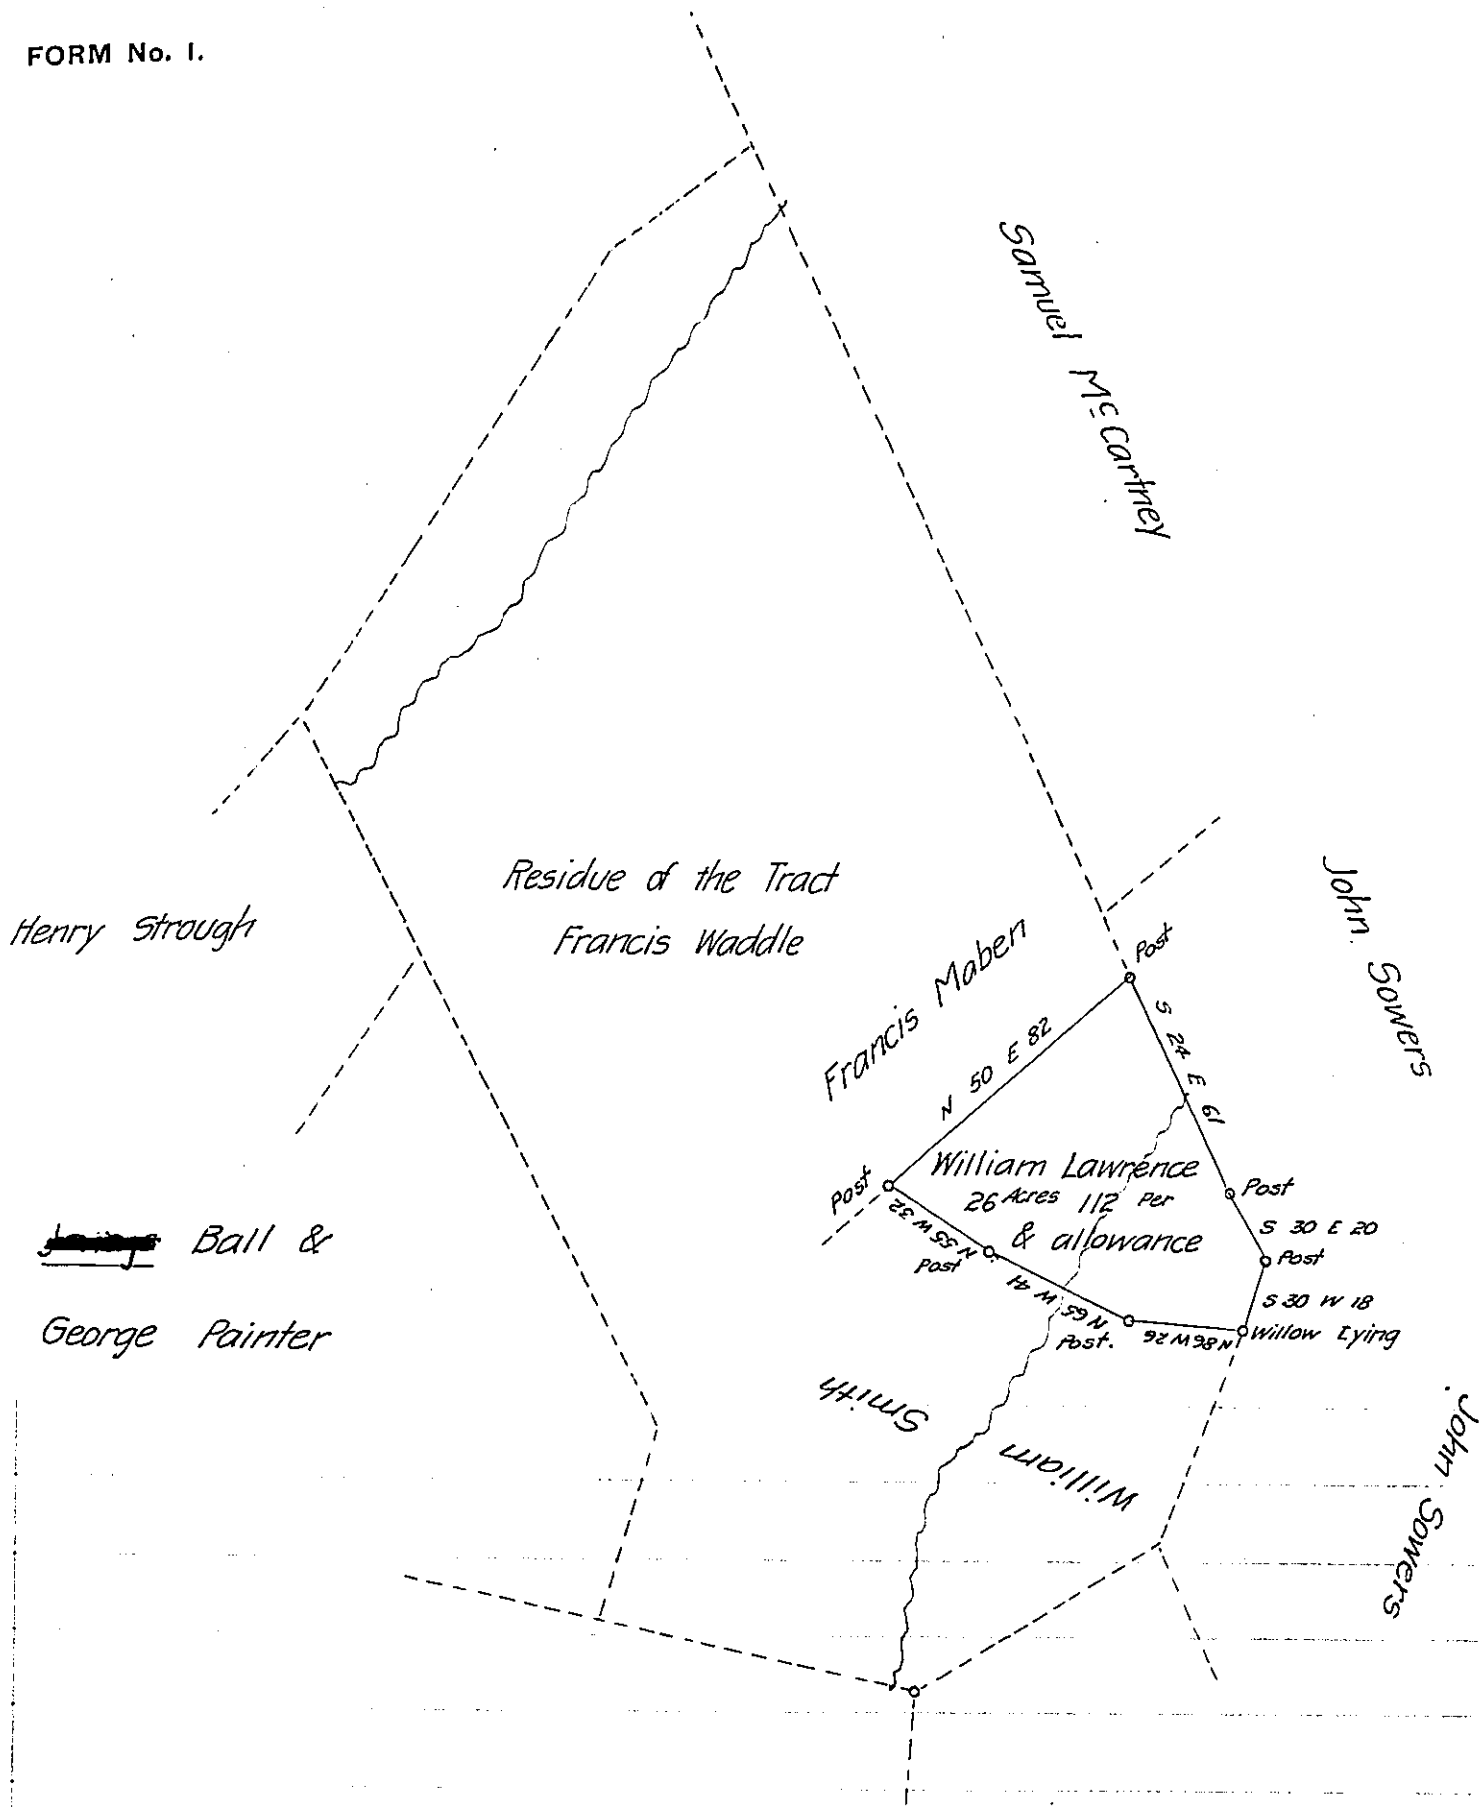 FORM No. 1.
Samuel McCartney
John Sowers
Residue of the Tract
Francis Waddle
Henry Strough
Francis Maben
Post
N 50 E 82
S 24 E 61
William Lawrence
26 Acres 112 Per
& allowance
Post
Post
S 30 E 20
Post
S 30 W 18
Willow Lying
N 86 W 26
Post.
N 65 W 41
Post
N 55 W 32
Ball &
George Painter
William
Smith
John Sowers